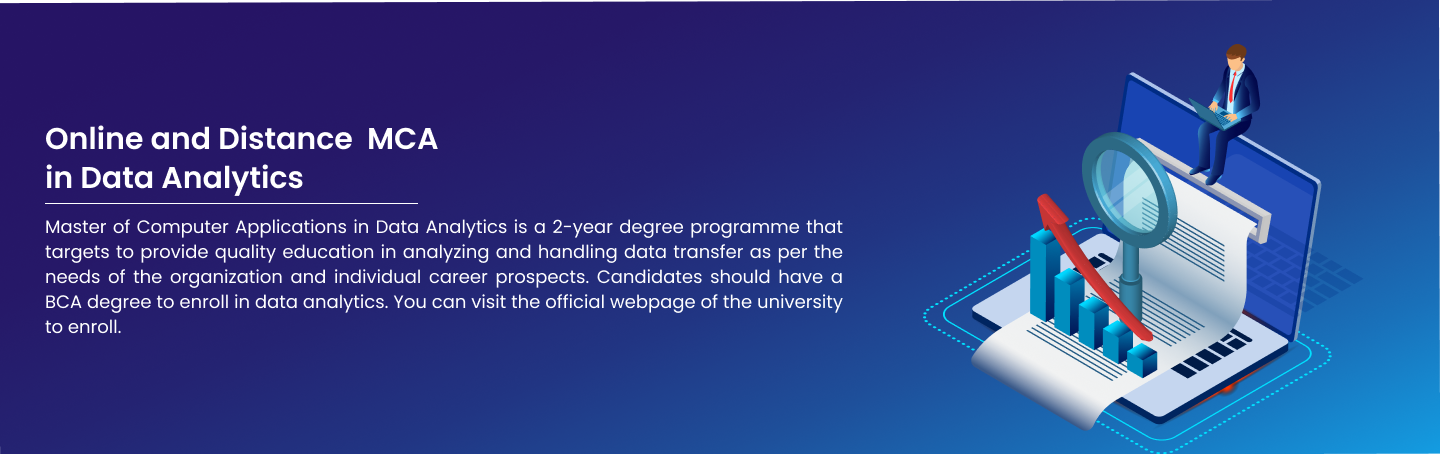 Online and Distance  MCA
in Data Analytics
Master of Computer Applications in Data Analytics is a 2-year degree programme that
targets to provide quality education in analyzing and handling data transfer as per the
needs of the organization and individual career prospects. Candidates should have a
BCA degree to enroll in data analytics. You can visit the official webpage of the university
to enroll.